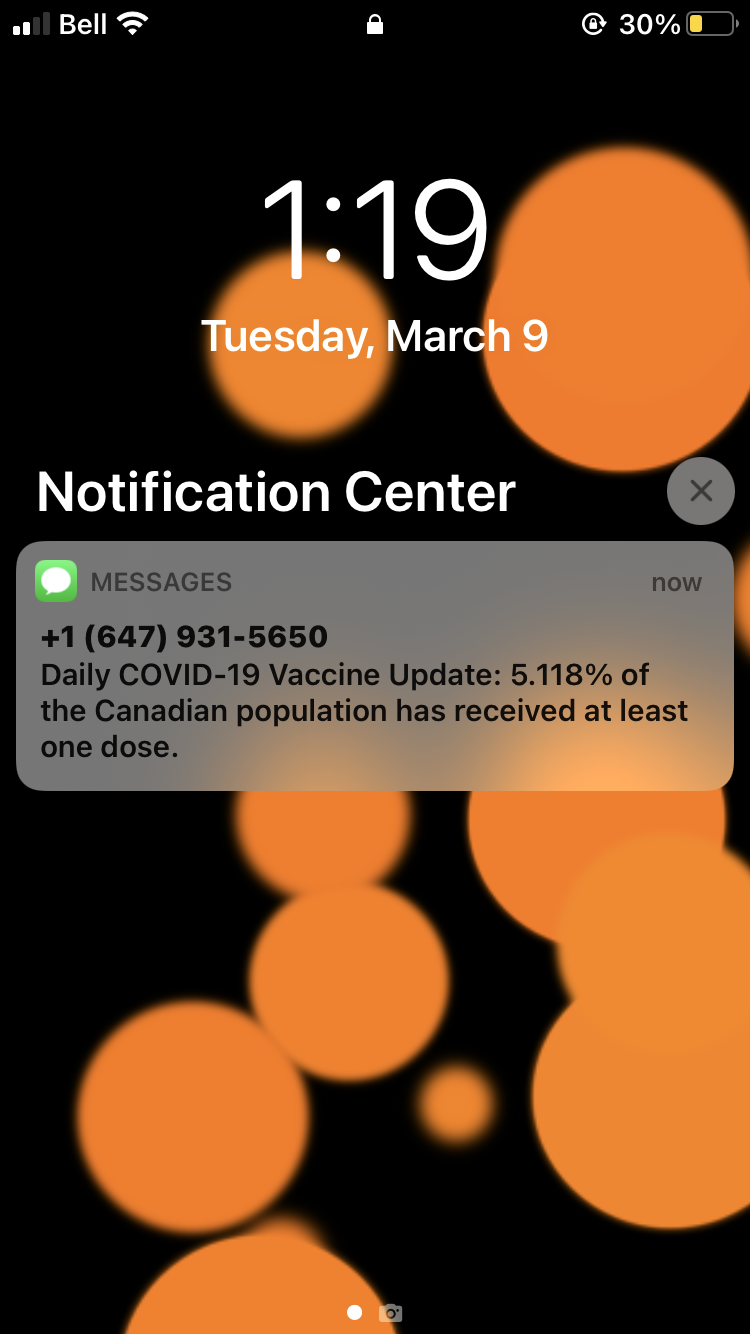 Bell 30%
1:19
Tuesday, March 9
Notification Center
MESSAGES now
+1 (647) 931-5650
Daily COVID-19 Vaccine Update: 5.118% of
the Canadian population has received at least
one dose.